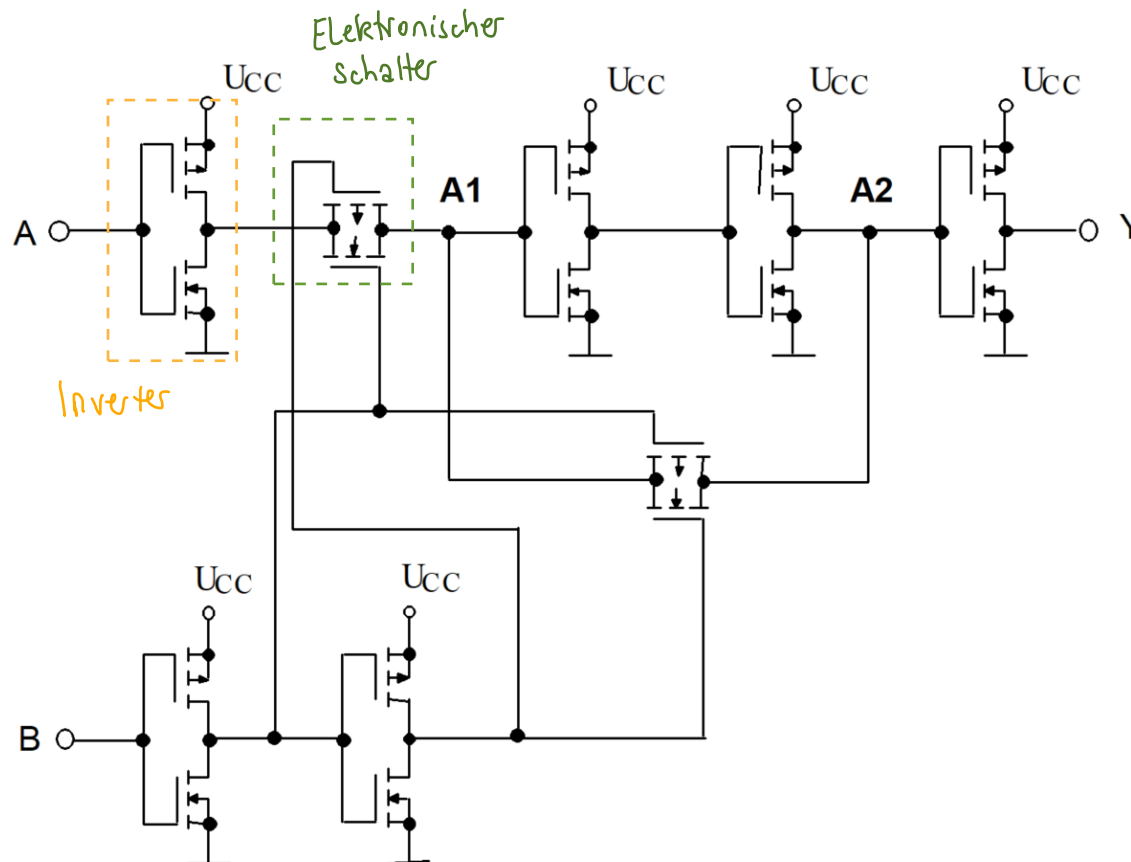 Elektronischer
schalter
UCC
UCC
UCC
UCC
A1
A2
A
Y
Inverter
UCC
UCC
B